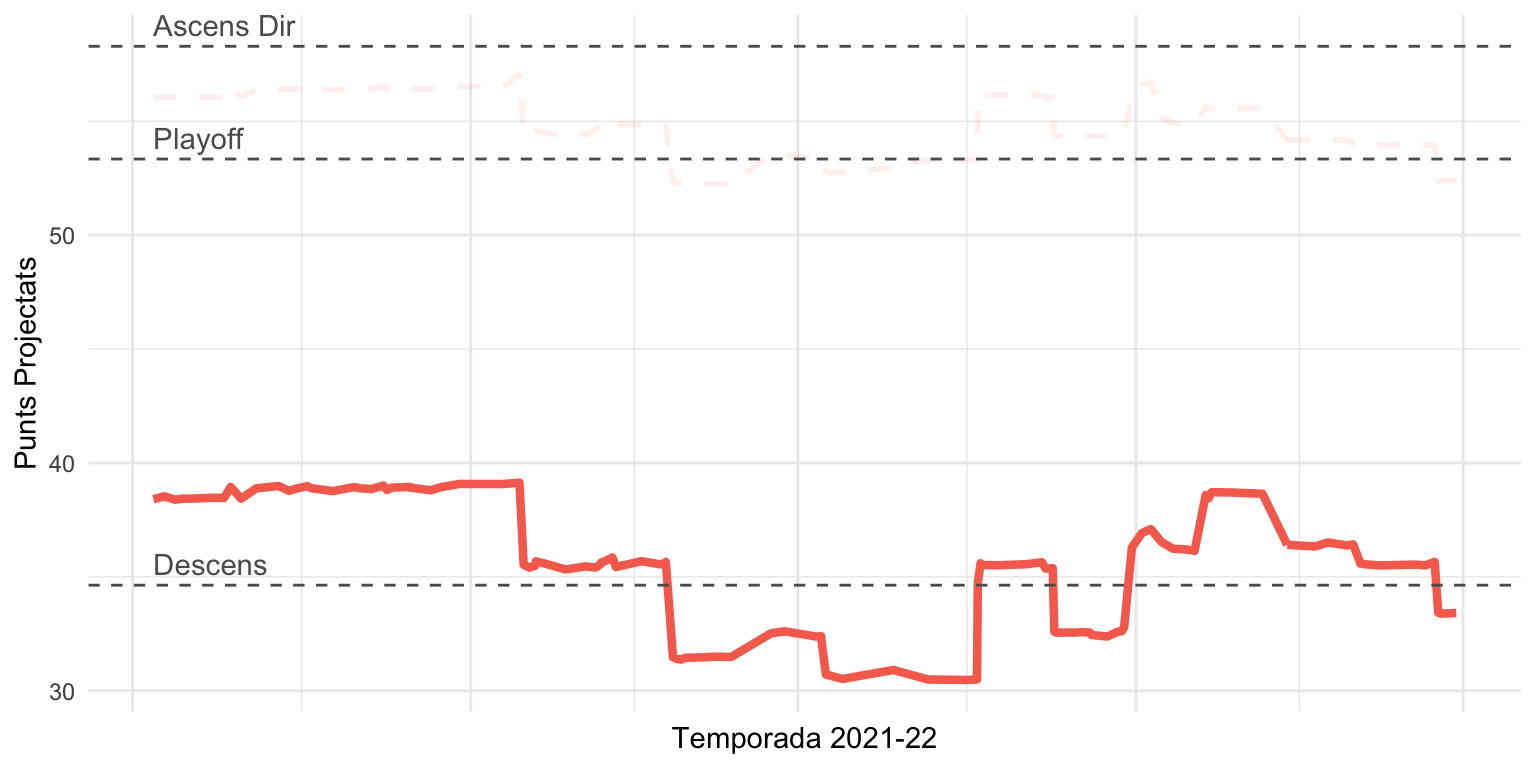 Ascens Dir
Playoff
50
Punts Projectats
40
Descens
30
Temporada 2021-22